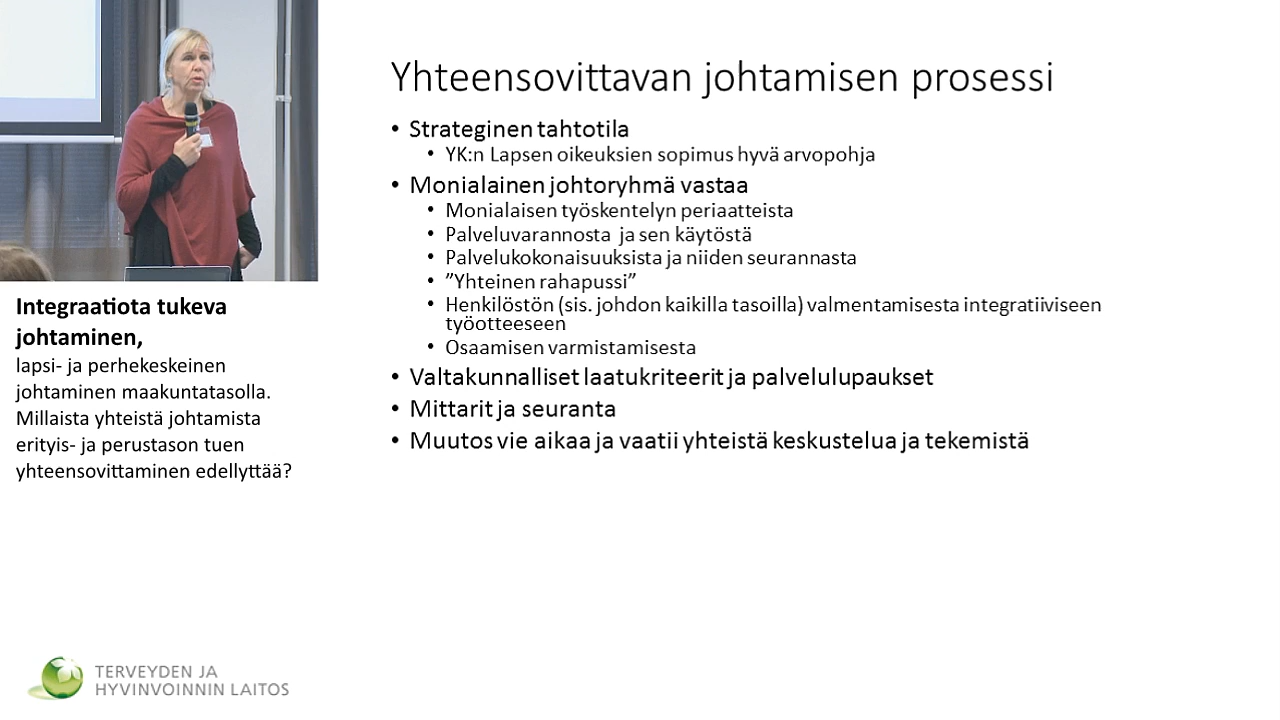 Yhteensovittavan johtamisen prosessi
• Strateginen tahtotila
• YK:n Lapsen oikeuksien sopimus hyvä arvopohja
• Monialainen johtoryhmä vastaa
• Monialaisen työskentelyn periaatteista
• Palveluvarannosta ja sen käytöstä
• Palvelukokonaisuuksista ja niiden seurannasta
• ”Yhteinen rahapussi”
• Henkilöstön (sis. johdon kaikilla tasoilla) valmentamisesta integratiiviseen
työotteeseen
• Osaamisen varmistamisesta
• Valtakunnalliset laatukriteerit ja palvelulupaukset
• Mittarit ja seuranta
• Muutos vie aikaa ja vaatii yhteistä keskustelua ja tekemistä
Integraatiota tukeva
johtaminen,
lapsi- ja perhekeskeinen
johtaminen maakuntatasolla.
Millaista yhteistä johtamista
erityis- ja perustason tuen
yhteensovittaminen edellyttää?
TERVEYDEN JA
HYVINVOINNIN LAITOS